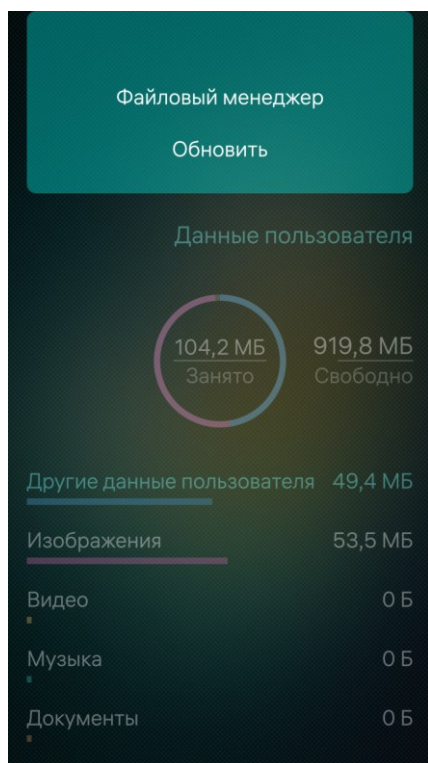 Файловый менеджер
Обновить
Данные пользователя
104,2 МБ 919,8 МБ
Занято Свободно
Другие данные пользователя 49,4 МБ
Изображения 53,5 МБ
Видео 0 Б
Музыка 0 Б
Документы 0 Б